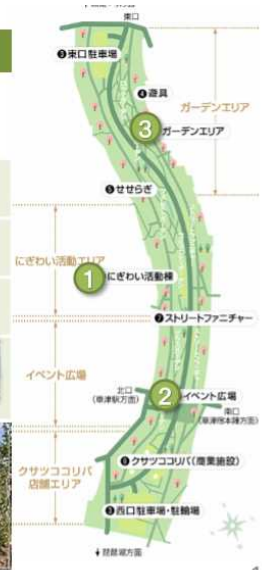 東口
❸東口駐車場
❹遊具
ガーデンエリア
3
ガーデンエリア
❺せせらぎ
にぎわい活動エリア
1
にぎわい活動棟
❼ストリートファニチャー
イベント広場
北口
(草津駅方面)
2
イベント広場
南口
(草津宿本陣方面)
クサツココリバ
店舗エリア
❻クサツココリバ(商業施設)
❸西口駐車場・駐輪場
琵琶湖方面